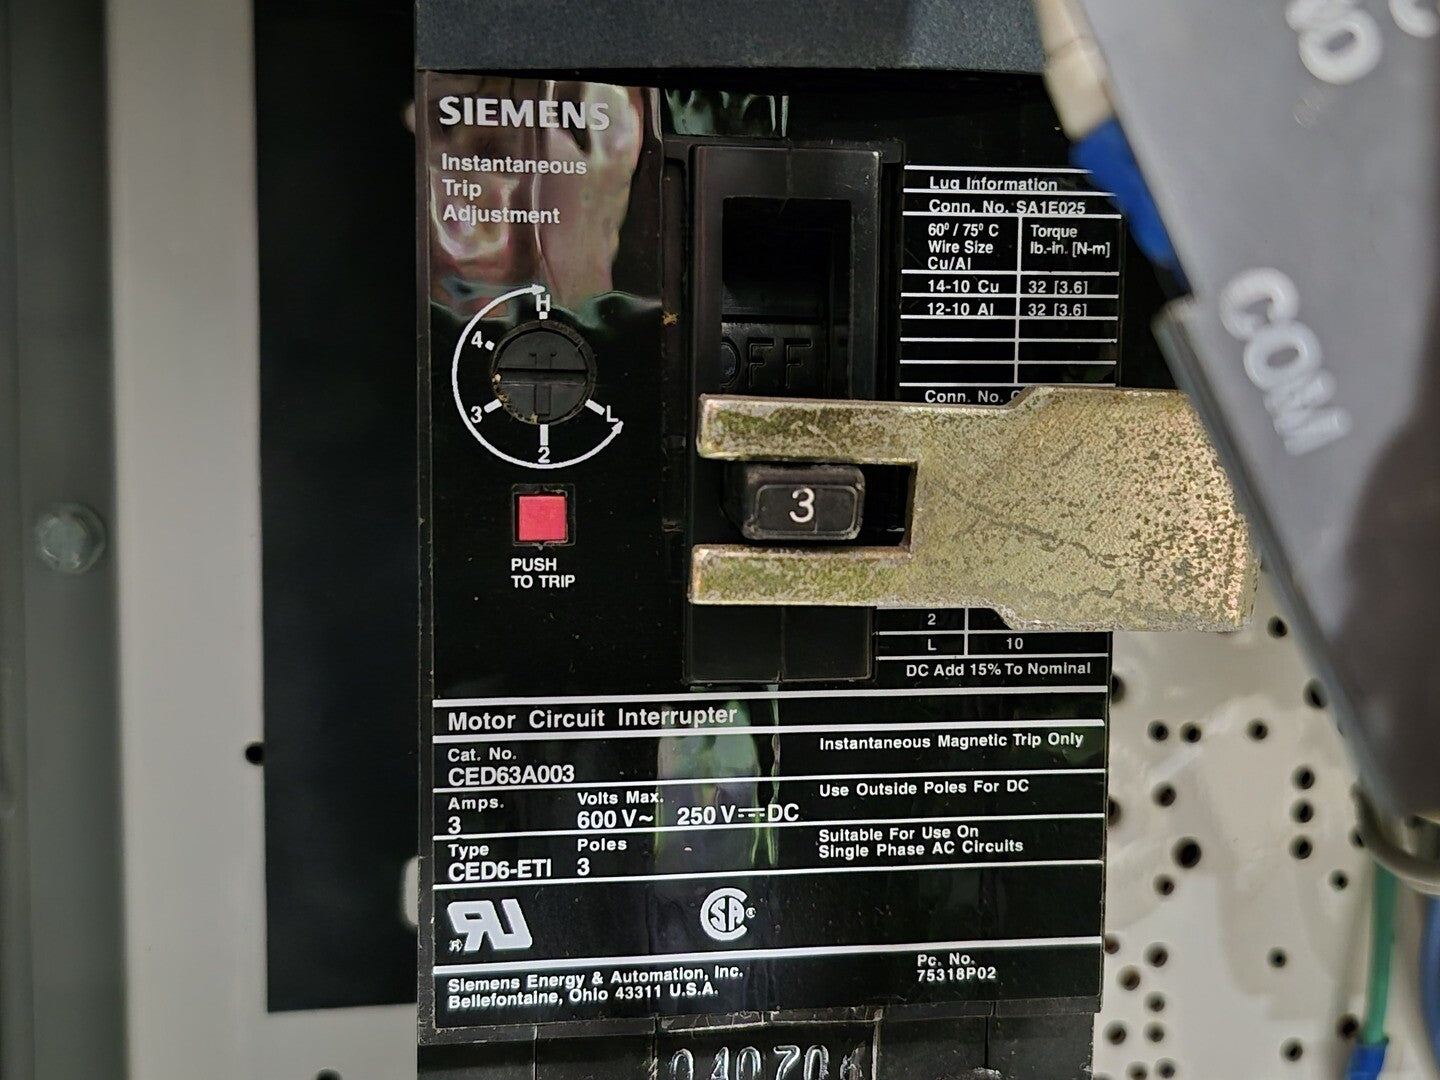 SIEMENS
Instantaneous
Trip
Adjustment
H
4
3
L
2
PUSH
TO TRIP
OFF
3
Lug Information
Conn. No. SA1E025
60° / 75° C
Wire Size
Cu/Al
Torque
lb.-in. [N-m]
14-10 Cu 32 [3.6]
12-10 Al 32 [3.6]
Conn. No.
2
L 10
DC Add 15% To Nominal
Motor Circuit Interrupter
Cat. No.
CED63A003
Instantaneous Magnetic Trip Only
Amps.
3
Volts Max.
600 V~ 250 V⎓DC
Use Outside Poles For DC
Type
CED6-ETI
Poles
3
Suitable For Use On
Single Phase AC Circuits
RU®
SA®
Siemens Energy & Automation, Inc.
Bellefontaine, Ohio 43311 U.S.A.
Pc. No.
75318P02
COM